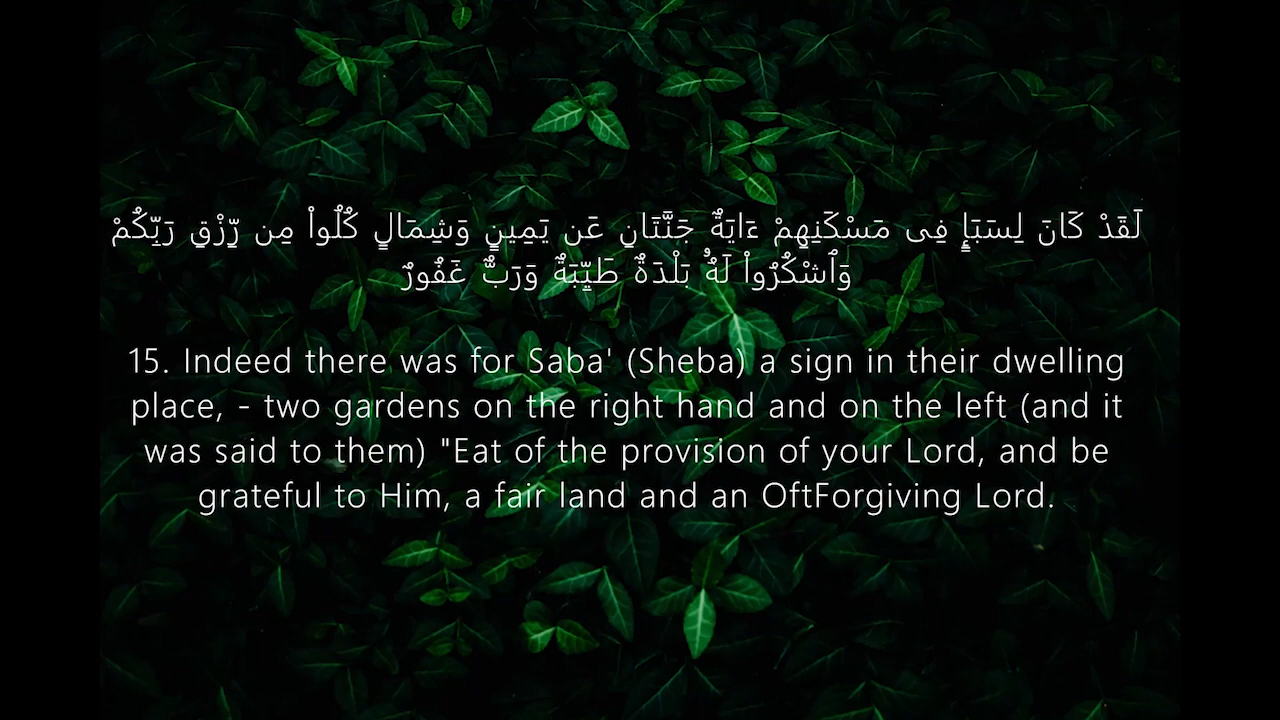 لَقَدْ كَانَ لِسَبَإٍ فِى مَسْكَنِهِمْ ءَايَةٌ جَنَّتَانِ عَن يَمِينٍ وَشِمَالٍ كُلُوا۟ مِن رِّزْقِ رَبِّكُمْ
وَٱشْكُرُوا۟ لَهُۥ بَلْدَةٌ طَيِّبَةٌ وَرَبٌّ غَفُورٌ
15. Indeed there was for Saba' (Sheba) a sign in their dwelling
place, - two gardens on the right hand and on the left (and it
was said to them) "Eat of the provision of your Lord, and be
grateful to Him, a fair land and an OftForgiving Lord.